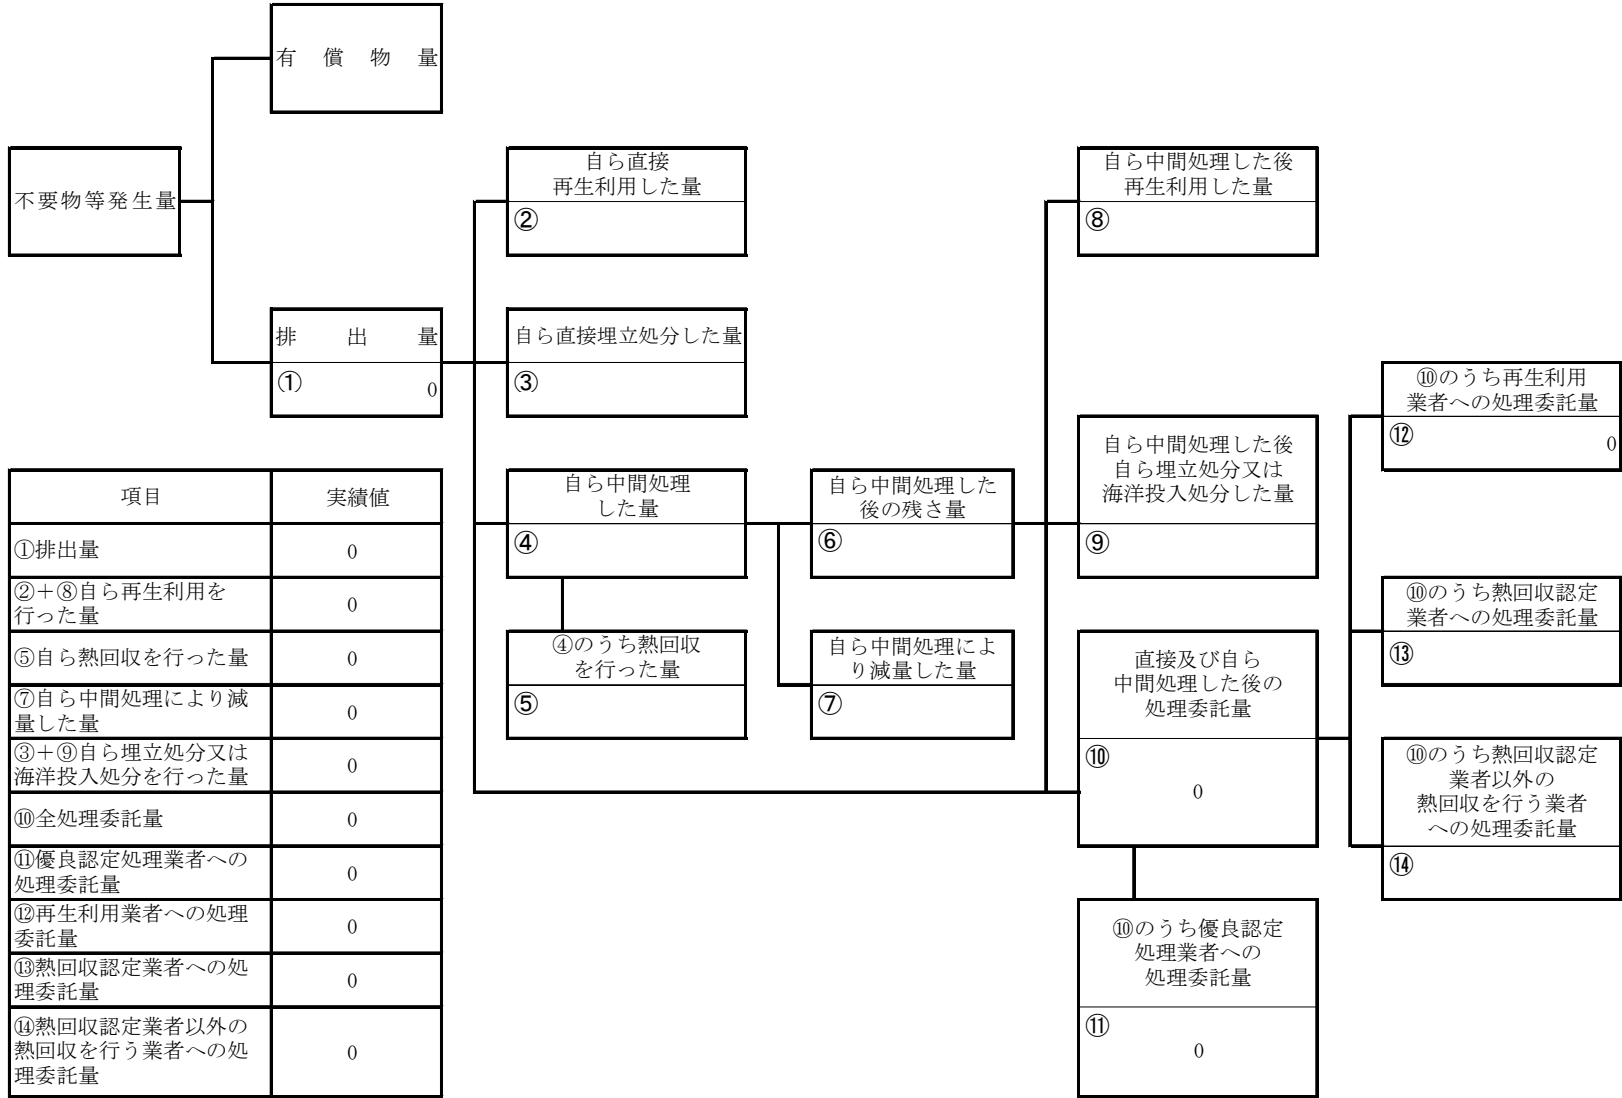 有償物量
不要物等発生量
排出量
①
0
自ら直接
再生利用した量
②
自ら直接埋立処分した量
③
自ら中間処理
した量
④
④のうち熱回収
を行った量
⑤
自ら中間処理した
後の残さ量
⑥
自ら中間処理によ
り減量した量
⑦
自ら中間処理した後
再生利用した量
⑧
自ら中間処理した後
自ら埋立処分又は
海洋投入処分した量
⑨
直接及び自ら
中間処理した後の
処理委託量
⑩
0
⑩のうち優良認定
処理業者への
処理委託量
⑪
0
⑩のうち再生利用
業者への処理委託量
⑫
0
⑩のうち熱回収認定
業者への処理委託量
⑬
⑩のうち熱回収認定
業者以外の
熱回収を行う業者
への処理委託量
⑭
項目 実績値
①排出量 0
②+⑧自ら再生利用を
行った量 0
⑤自ら熱回収を行った量 0
⑦自ら中間処理により減
量した量 0
③+⑨自ら埋立処分又は
海洋投入処分を行った量 0
⑩全処理委託量 0
⑪優良認定処理業者への
処理委託量 0
⑫再生利用業者への処理
委託量 0
⑬熱回収認定業者への処
理委託量 0
⑭熱回収認定業者以外の
熱回収を行う業者への処
理委託量 0